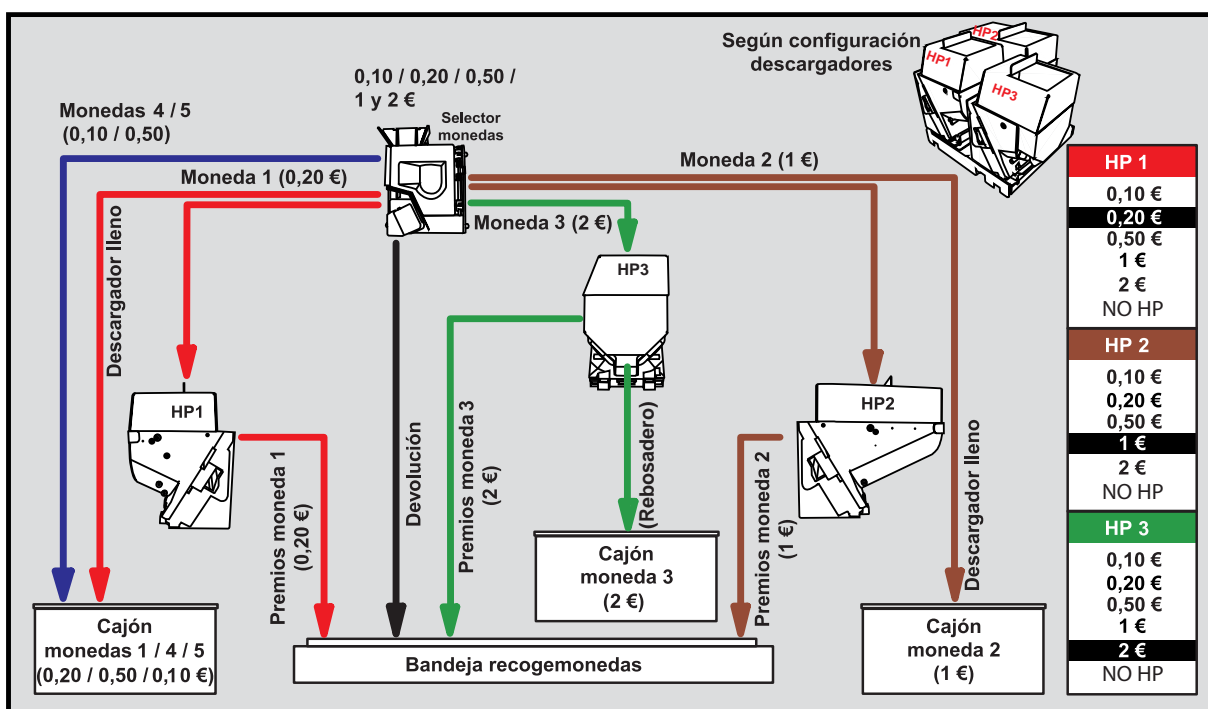 Según configuración
descargadores
HP2
HP1
HP3
0,10 / 0,20 / 0,50 /
1 y 2 €
Selector
monedas
Monedas 4 / 5
(0,10 / 0,50)
Moneda 1 (0,20 €)
Moneda 2 (1 €)
Moneda 3 (2 €)
Descargador lleno
HP3
HP1
HP2
Premios moneda 1
(0,20 €)
Devolución
Premios moneda 3
(2 €)
(Rebosadero)
Premios moneda 2
(1 €)
Descargador lleno
Cajón
moneda 3
(2 €)
Cajón
monedas 1 / 4 / 5
(0,20 / 0,50 / 0,10 €)
Bandeja recogemonedas
Cajón
moneda 2
(1 €)
HP 1
0,10 €
0,20 €
0,50 €
1 €
2 €
NO HP
HP 2
0,10 €
0,20 €
0,50 €
1 €
2 €
NO HP
HP 3
0,10 €
0,20 €
0,50 €
1 €
2 €
NO HP